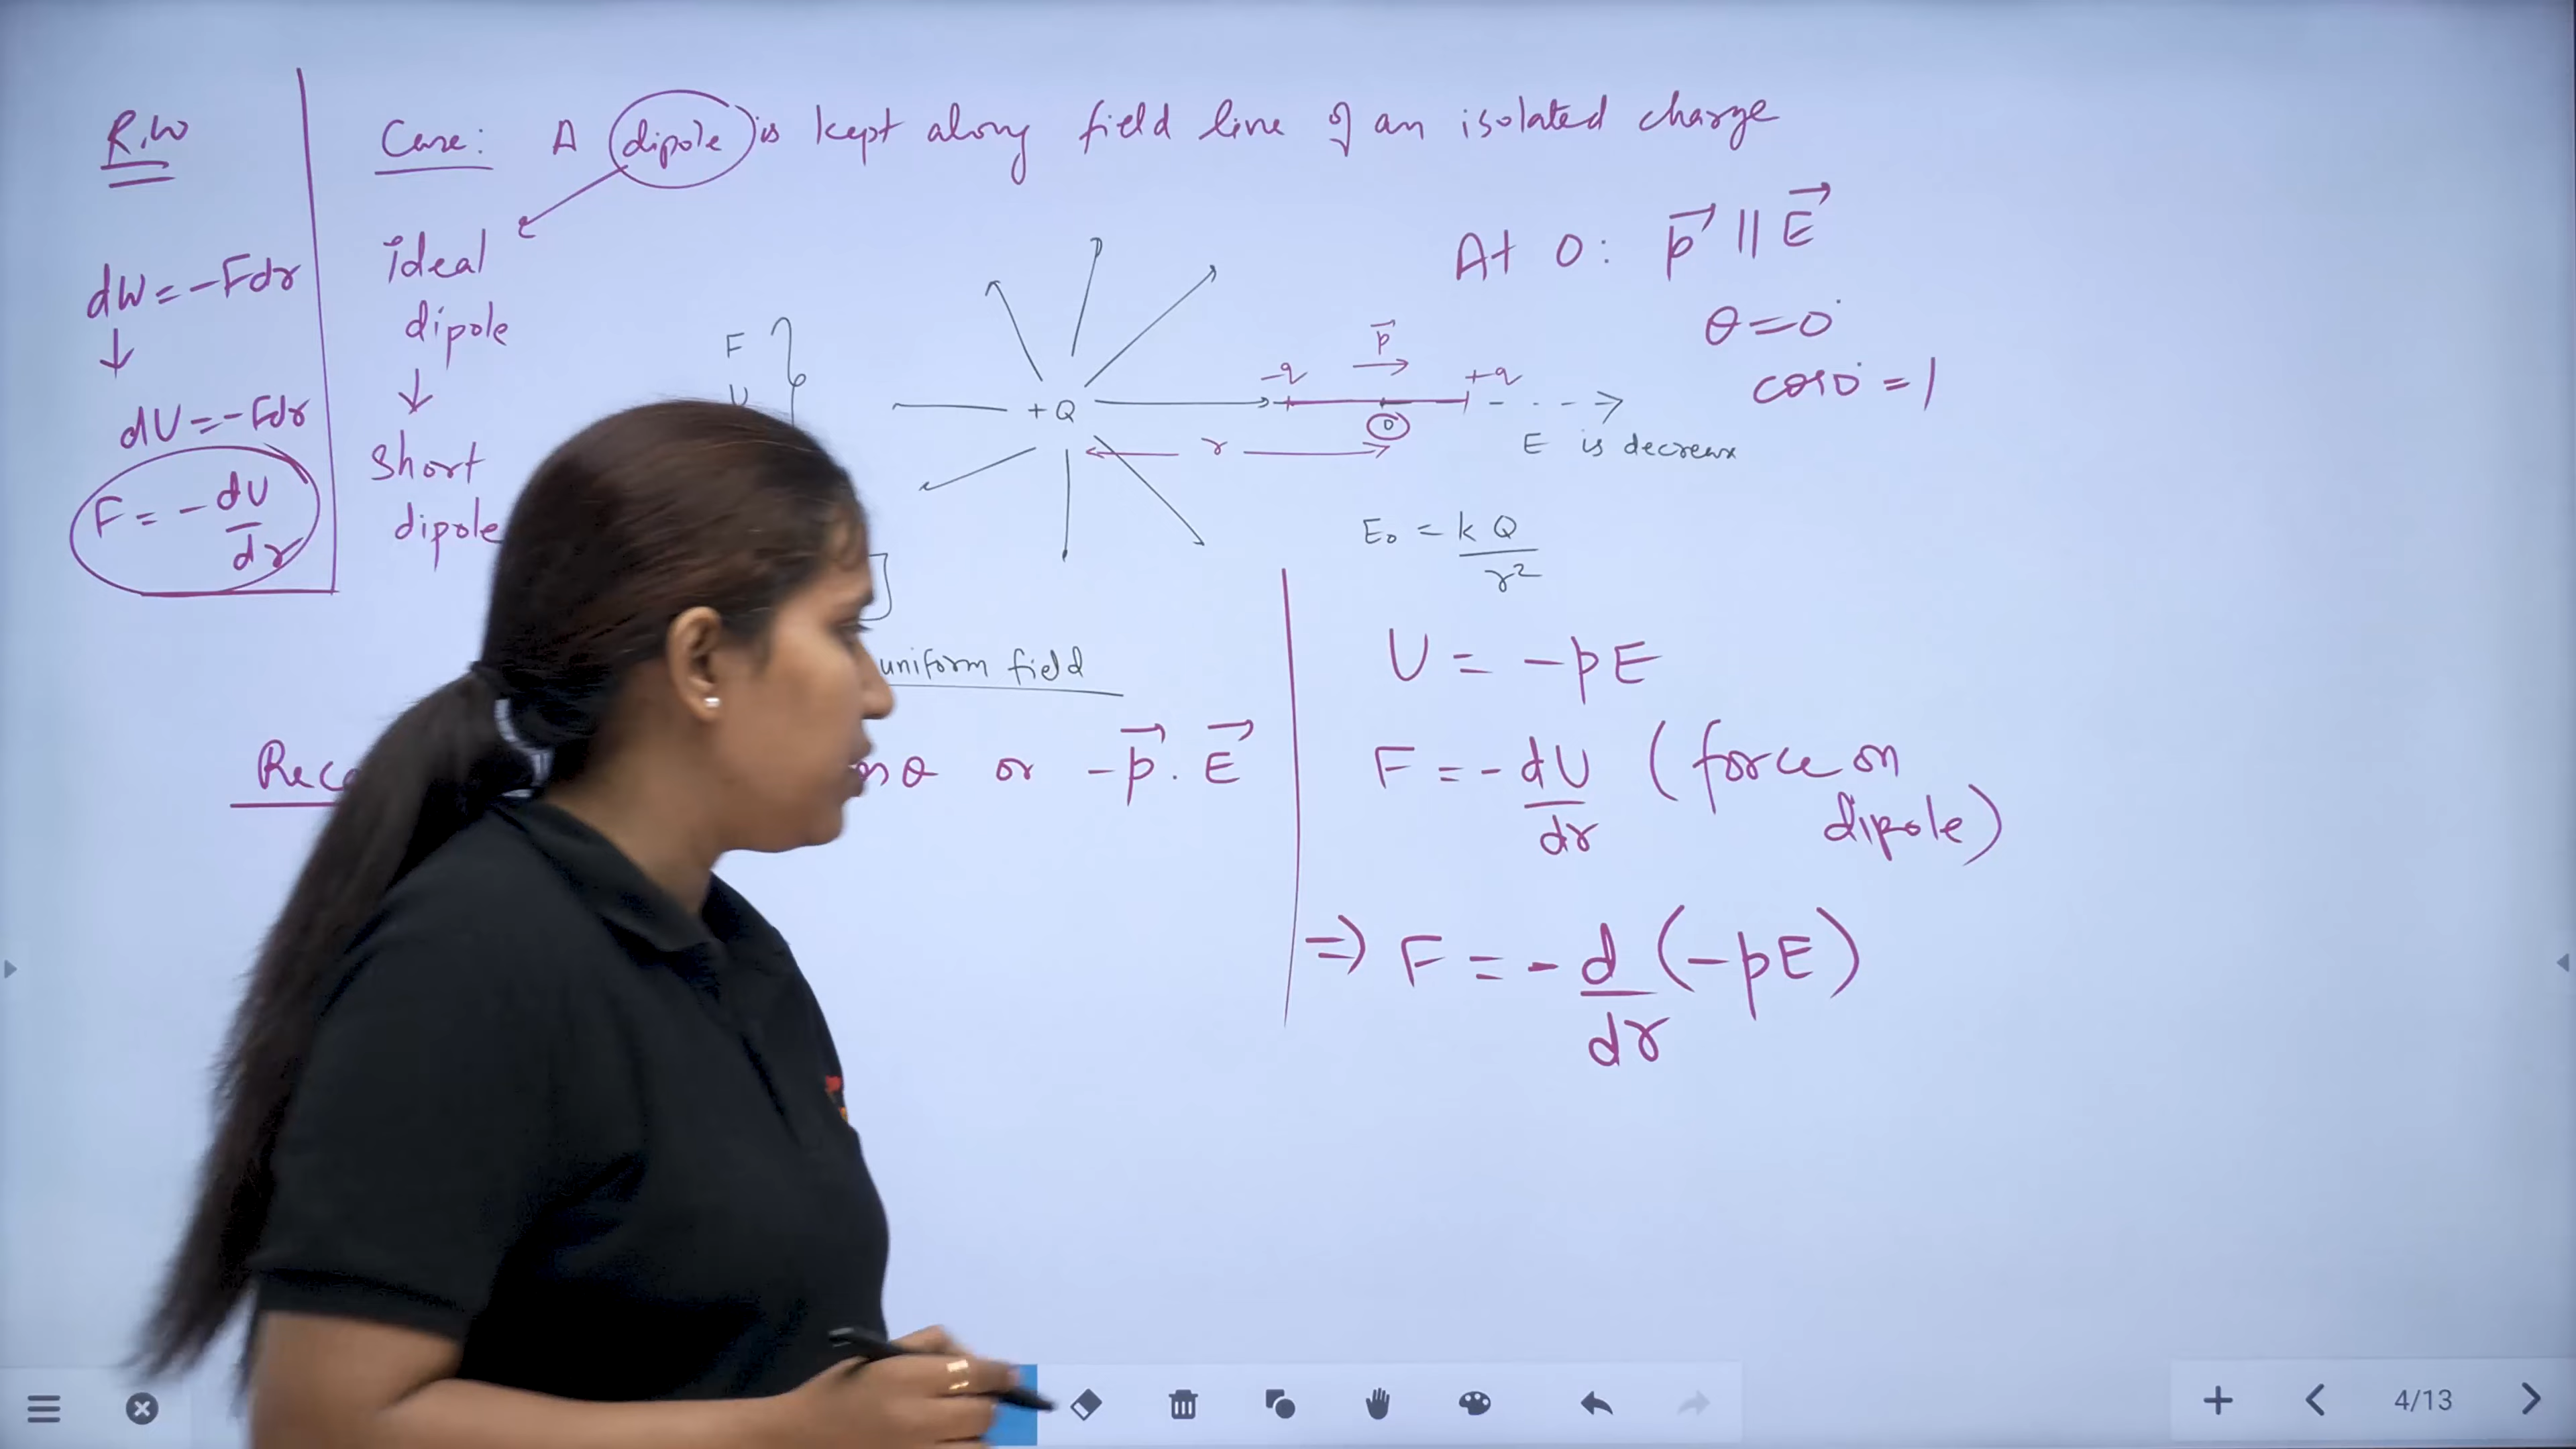 R.W
dW = -Fdr
↓
dU = -Fdr
F = -dU/dr
Case: A dipole is kept along field line of an isolated charge
ideal
dipole
↓
short
dipole
F
U
+Q
-q
+q
p⃗
O
r
E is decrease
At O: p⃗ || E⃗
θ = 0°
cos0° = 1
E₀ = kQ/r²
uniform field
or -p⃗ . E⃗
U = -pE
F = -dU/dr (force on
dipole)
⇒ F = -d/dr (-pE)
4/13